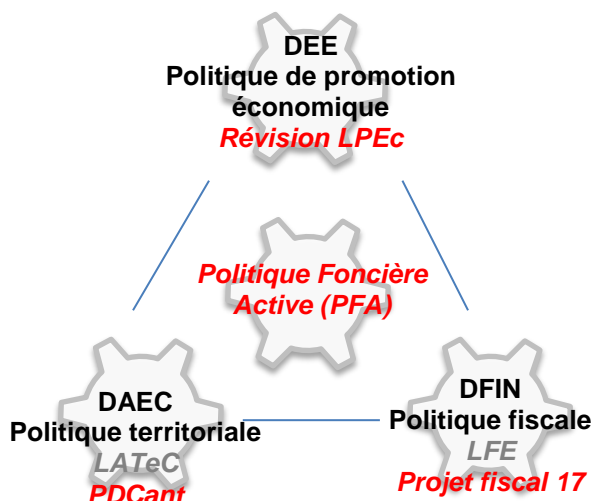 DEE
Politique de promotion
économique
Révision LPEc
Politique Foncière
Active (PFA)
DAEC
Politique territoriale
LATeC
PDCant
DFIN
Politique fiscale
LFE
Projet fiscal 17